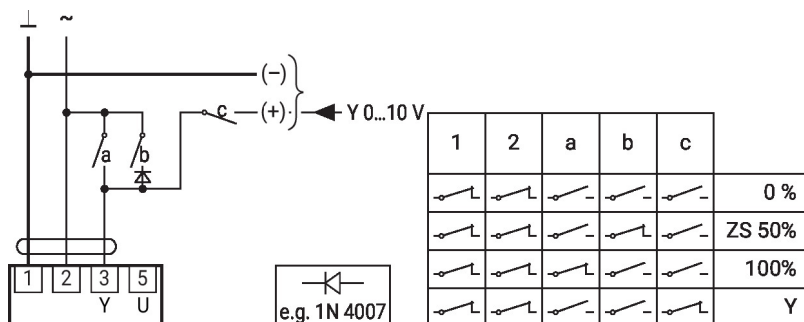 ⊥ ~
(–)
c (+) Y 0...10 V
a b
1 2 3 5
Y U
e.g. 1N 4007
1 2 a b c
0 %
ZS 50%
100%
Y